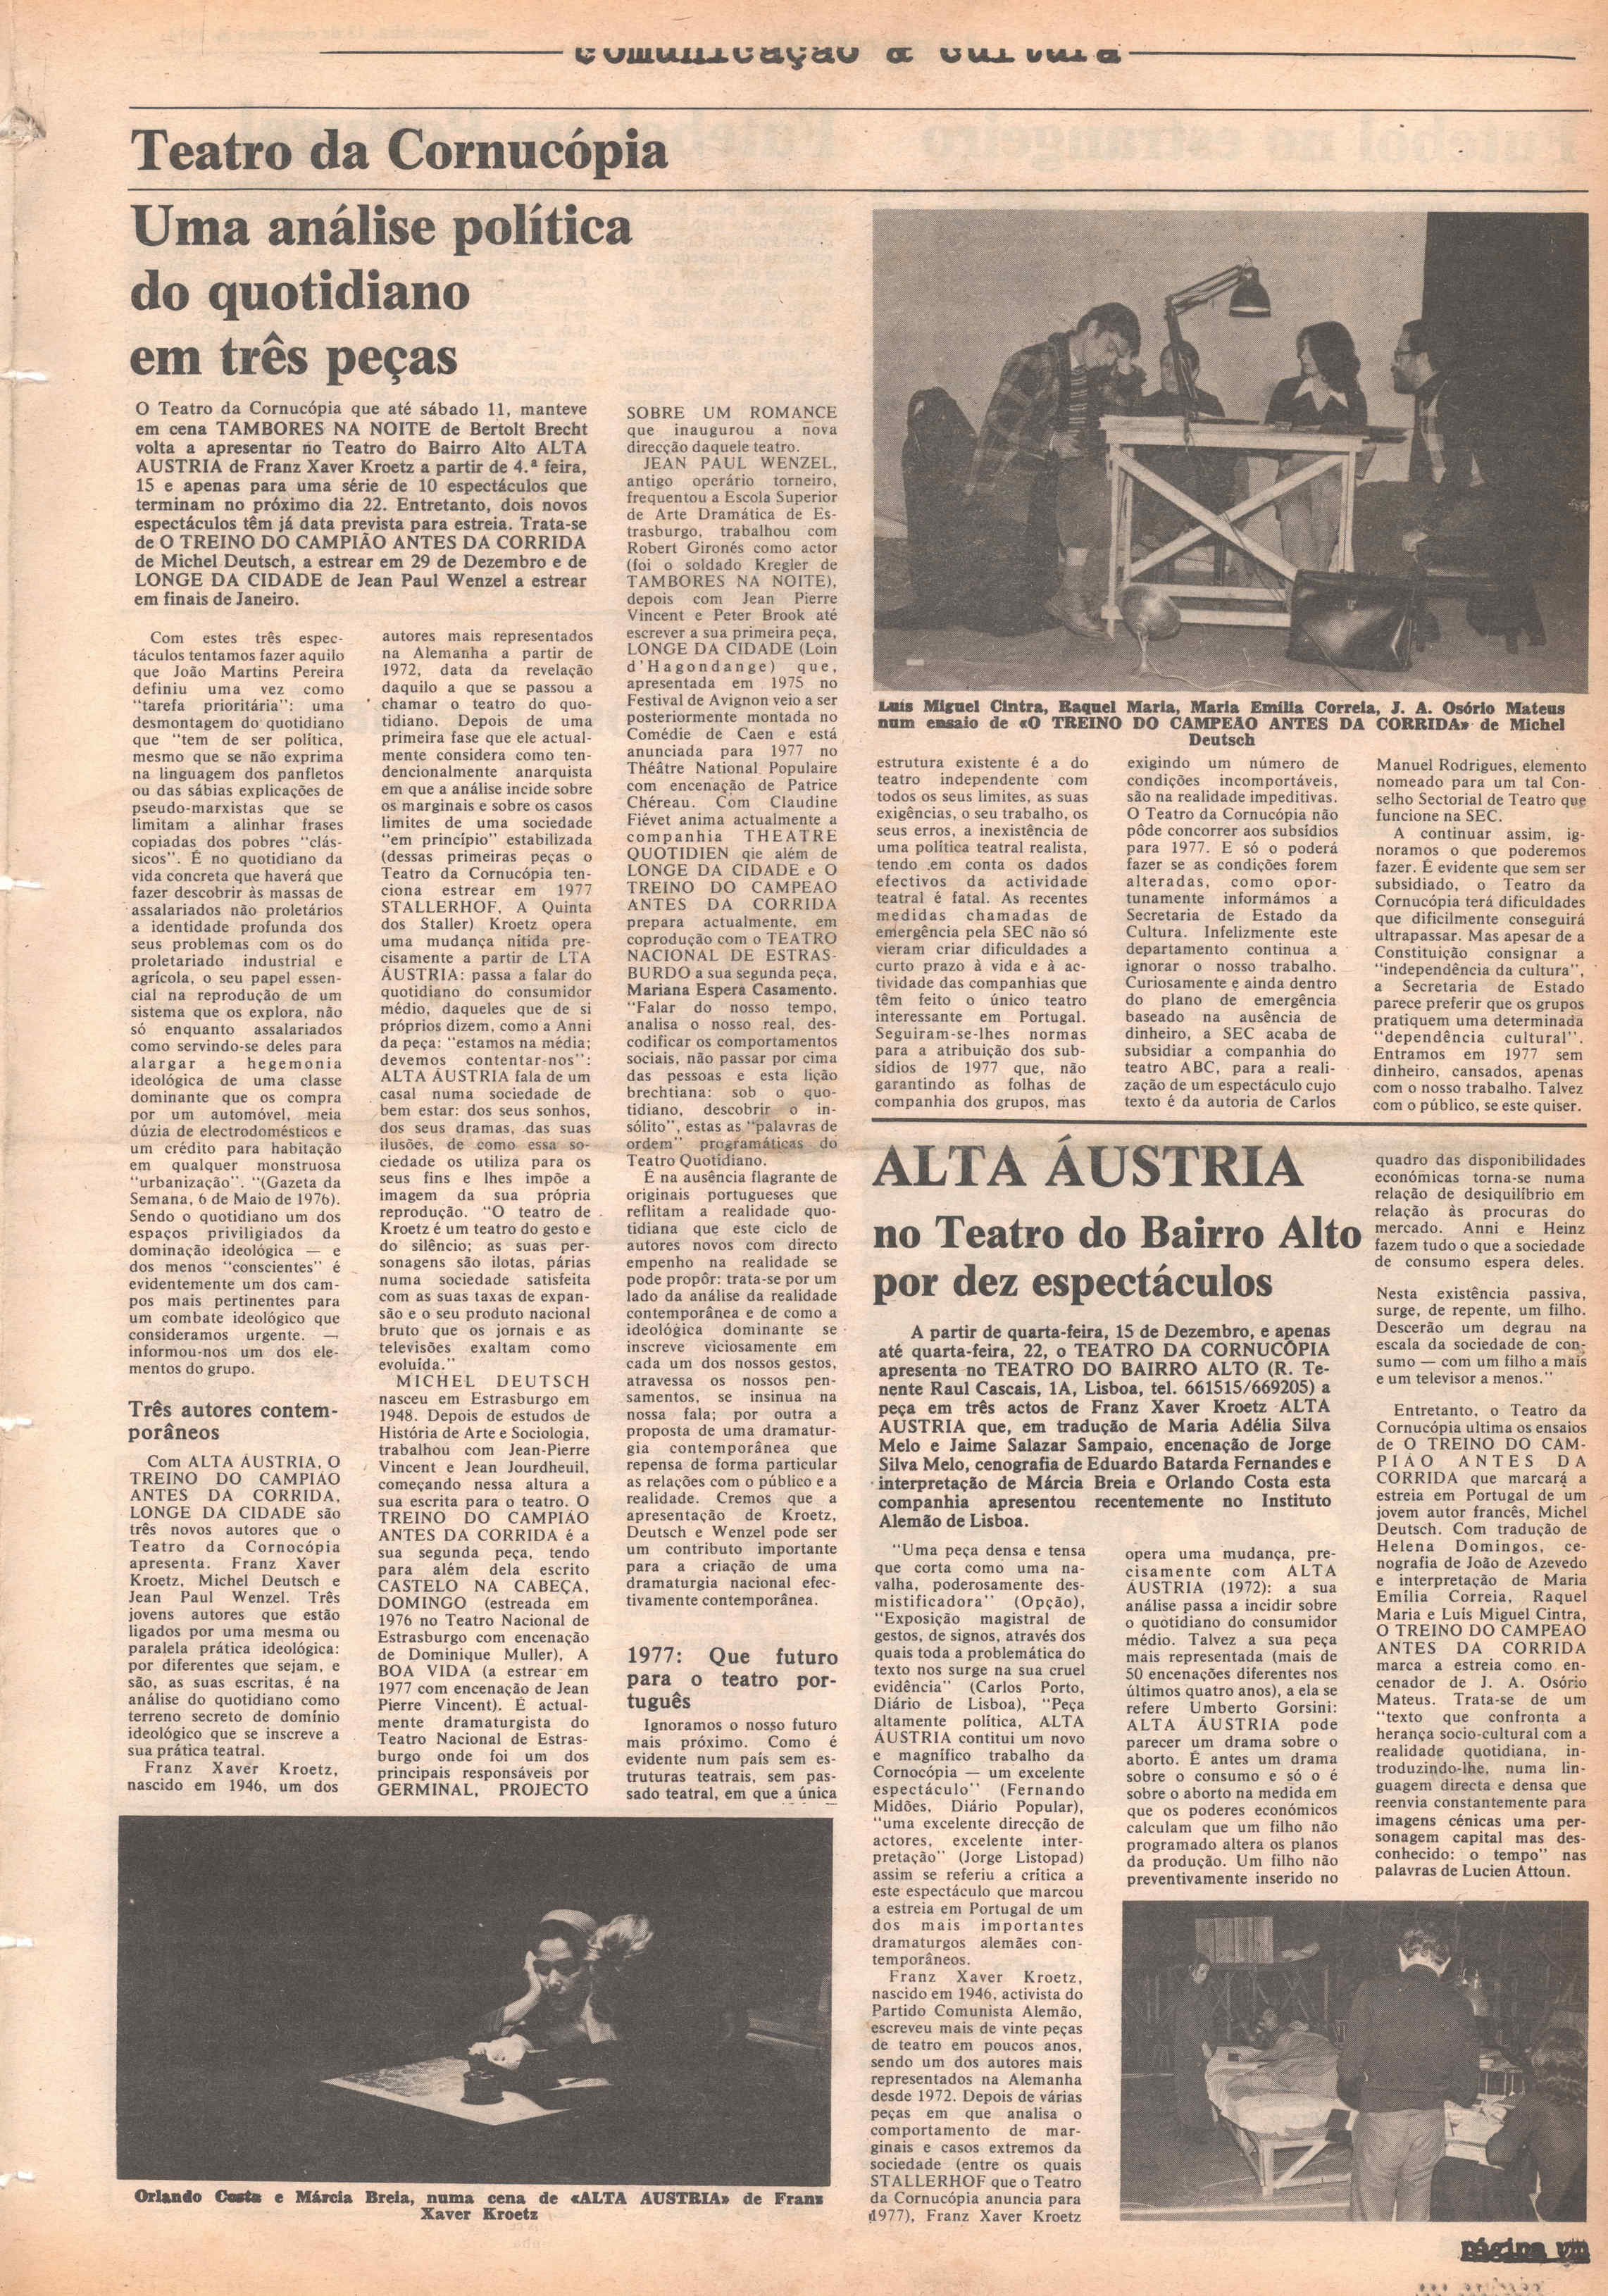 comunicação & cultura
Teatro da Cornucópia
Uma análise política
do quotidiano
em três peças
O Teatro da Cornucópia que até sábado 11, manteve
em cena TAMBORES NA NOITE de Bertolt Brecht
volta a apresentar no Teatro do Bairro Alto ALTA
AUSTRIA de Franz Xaver Kroetz a partir de 4.ª feira,
15 e apenas para uma série de 10 espectáculos que
terminam no próximo dia 22. Entretanto, dois novos
espectáculos têm já data prevista para estreia. Trata-se
de O TREINO DO CAMPIÃO ANTES DA CORRIDA
de Michel Deutsch, a estrear em 29 de Dezembro e de
LONGE DA CIDADE de Jean Paul Wenzel a estrear
em finais de Janeiro.
Com estes três espec-
táculos tentamos fazer aquilo
que João Martins Pereira
definiu uma vez como
"tarefa prioritária": uma
desmontagem do quotidiano
que "tem de ser política,
mesmo que se não exprima
na linguagem dos panfletos
ou das sábias explicações de
pseudo-marxistas que se
limitam a alinhar frases
copiadas dos pobres "clás-
sicos". É no quotidiano da
vida concreta que haverá que
fazer descobrir às massas de
assalariados não proletários
a identidade profunda dos
seus problemas com os do
proletariado industrial e
agrícola, o seu papel essen-
cial na reprodução de um
sistema que os explora, não
só enquanto assalariados
como servindo-se deles para
alargar a hegemonia
ideológica de uma classe
dominante que os compra
por um automóvel, meia
dúzia de electrodomésticos e
um crédito para habitação
em qualquer monstruosa
"urbanização". "(Gazeta da
Semana, 6 de Maio de 1976).
Sendo o quotidiano um dos
espaços priviligiados da
dominação ideológica — e
dos menos "conscientes" é
evidentemente um dos cam-
pos mais pertinentes para
um combate ideológico que
consideramos urgente. —
informou-nos um dos ele-
mentos do grupo.
Três autores contem-
porâneos
Com ALTA ÁUSTRIA, O
TREINO DO CAMPIÃO
ANTES DA CORRIDA,
LONGE DA CIDADE são
três novos autores que o
Teatro da Cornocópia
apresenta. Franz Xaver
Kroetz, Michel Deutsch e
Jean Paul Wenzel. Três
jovens autores que estão
ligados por uma mesma ou
paralela prática ideológica:
por diferentes que sejam, e
são, as suas escritas, é na
análise do quotidiano como
terreno secreto de domínio
ideológico que se inscreve a
sua prática teatral.
Franz Xaver Kroetz,
nascido em 1946, um dos
autores mais representados
na Alemanha a partir de
1972, data da revelação
daquilo a que se passou a
chamar o teatro do quo-
tidiano. Depois de uma
primeira fase que ele actual-
mente considera como ten-
dencionalmente anarquista
em que a análise incide sobre
os marginais e sobre os casos
limites de uma sociedade
"em princípio" estabilizada
(dessas primeiras peças o
Teatro da Cornucópia ten-
ciona estrear em 1977
STALLERHOF, A Quinta
dos Staller) Kroetz opera
uma mudança nítida pre-
cisamente a partir de LTA
ÁUSTRIA: passa a falar do
quotidiano do consumidor
médio, daqueles que de si
próprios dizem, como a Anni
da peça: "estamos na média;
devemos contentar-nos":
ALTA ÁUSTRIA fala de um
casal numa sociedade de
bem estar: dos seus sonhos,
dos seus dramas, das suas
ilusões, de como essa so-
ciedade os utiliza para os
seus fins e lhes impõe a
imagem da sua própria
reprodução. "O teatro de
Kroetz é um teatro do gesto e
do silêncio; as suas per-
sonagens são ilotas, párias
numa sociedade satisfeita
com as suas taxas de expan-
são e o seu produto nacional
bruto que os jornais e as
televisões exaltam como
evoluída."
MICHEL DEUTSCH
nasceu em Estrasburgo em
1948. Depois de estudos de
História de Arte e Sociologia,
trabalhou com Jean-Pierre
Vincent e Jean Jourdheuil,
começando nessa altura a
sua escrita para o teatro. O
TREINO DO CAMPIÃO
ANTES DA CORRIDA é a
sua segunda peça, tendo
para além dela escrito
CASTELO NA CABEÇA,
DOMINGO (estreada em
1976 no Teatro Nacional de
Estrasburgo com encenação
de Dominique Muller), A
BOA VIDA (a estrear em
1977 com encenação de Jean
Pierre Vincent). É actual-
mente dramaturgista do
Teatro Nacional de Estras-
burgo onde foi um dos
principais responsáveis por
GERMINAL, PROJECTO
SOBRE UM ROMANCE
que inaugurou a nova
direcção daquele teatro.
JEAN PAUL WENZEL,
antigo operário torneiro,
frequentou a Escola Superior
de Arte Dramática de Es-
trasburgo, trabalhou com
Robert Gironés como actor
(foi o soldado Kregler de
TAMBORES NA NOITE),
depois com Jean Pierre
Vincent e Peter Brook até
escrever a sua primeira peça,
LONGE DA CIDADE (Loin
d'Hagondange) que,
apresentada em 1975 no
Festival de Avignon veio a ser
posteriormente montada no
Comédie de Caen e está
anunciada para 1977 no
Théâtre National Populaire
com encenação de Patrice
Chéreau. Com Claudine
Fiévet anima actualmente a
companhia THEATRE
QUOTIDIEN qie além de
LONGE DA CIDADE e O
TREINO DO CAMPEÃO
ANTES DA CORRIDA
prepara actualmente, em
coprodução com o TEATRO
NACIONAL DE ESTRAS-
BURDO a sua segunda peça,
Mariana Espera Casamento.
"Falar do nosso tempo,
analisa o nosso real, des-
codificar os comportamentos
sociais, não passar por cima
das pessoas e esta lição
brechtiana: sob o quo-
tidiano, descobrir o in-
sólito", estas as "palavras de
ordem" programáticas do
Teatro Quotidiano.
É na ausência flagrante de
originais portugueses que
reflitam a realidade quo-
tidiana que este ciclo de
autores novos com directo
empenho na realidade se
pode propôr: trata-se por um
lado da análise da realidade
contemporânea e de como a
ideológica dominante se
inscreve viciosamente em
cada um dos nossos gestos,
atravessa os nossos pen-
samentos, se insinua na
nossa fala; por outra a
proposta de uma dramatur-
gia contemporânea que
repensa de forma particular
as relações com o público e a
realidade. Cremos que a
apresentação de Kroetz,
Deutsch e Wenzel pode ser
um contributo importante
para a criação de uma
dramaturgia nacional efec-
tivamente contemporânea.
1977: Que futuro
para o teatro por-
tuguês
Ignoramos o nosso futuro
mais próximo. Como é
evidente num país sem es-
truturas teatrais, sem pas-
sado teatral, em que a única
Luís Miguel Cintra, Raquel Maria, Maria Emília Correia, J. A. Osório Mateus
num ensaio de «O TREINO DO CAMPEÃO ANTES DA CORRIDA» de Michel
Deutsch
estrutura existente é a do
teatro independente com
todos os seus limites, as suas
exigências, o seu trabalho, os
seus erros, a inexistência de
uma política teatral realista,
tendo em conta os dados
efectivos da actividade
teatral é fatal. As recentes
medidas chamadas de
emergência pela SEC não só
vieram criar dificuldades a
curto prazo à vida e à ac-
tividade das companhias que
têm feito o único teatro
interessante em Portugal.
Seguiram-se-lhes normas
para a atribuição dos sub-
sídios de 1977 que, não
garantindo as folhas de
companhia dos grupos, mas
exigindo um número de
condições incomportáveis,
são na realidade impeditivas.
O Teatro da Cornucópia não
pôde concorrer aos subsídios
para 1977. E só o poderá
fazer se as condições forem
alteradas, como opor-
tunamente informámos a
Secretaria de Estado da
Cultura. Infelizmente este
departamento continua a
ignorar o nosso trabalho.
Curiosamente e ainda dentro
do plano de emergência
baseado na ausência de
dinheiro, a SEC acaba de
subsidiar a companhia do
teatro ABC, para a reali-
zação de um espectáculo cujo
texto é da autoria de Carlos
Manuel Rodrigues, elemento
nomeado para um tal Con-
selho Sectorial de Teatro que
funcione na SEC.
A continuar assim, ig-
noramos o que poderemos
fazer. É evidente que sem ser
subsidiado, o Teatro da
Cornucópia terá dificuldades
que dificilmente conseguirá
ultrapassar. Mas apesar de a
Constituição consignar a
"independência da cultura",
a Secretaria de Estado
parece preferir que os grupos
pratiquem uma determinada
"dependência cultural".
Entramos em 1977 sem
dinheiro, cansados, apenas
com o nosso trabalho. Talvez
com o público, se este quiser.
ALTA ÁUSTRIA
no Teatro do Bairro Alto
por dez espectáculos
A partir de quarta-feira, 15 de Dezembro, e apenas
até quarta-feira, 22, o TEATRO DA CORNUCÓPIA
apresenta no TEATRO DO BAIRRO ALTO (R. Te-
nente Raul Cascais, 1A, Lisboa, tel. 661515/669205) a
peça em três actos de Franz Xaver Kroetz ALTA
AUSTRIA que, em tradução de Maria Adélia Silva
Melo e Jaime Salazar Sampaio, encenação de Jorge
Silva Melo, cenografia de Eduardo Batarda Fernandes e
interpretação de Márcia Breia e Orlando Costa esta
companhia apresentou recentemente no Instituto
Alemão de Lisboa.
"Uma peça densa e tensa
que corta como uma na-
valha, poderosamente des-
mistificadora" (Opção),
"Exposição magistral de
gestos, de signos, através dos
quais toda a problemática do
texto nos surge na sua cruel
evidência" (Carlos Porto,
Diário de Lisboa), "Peça
altamente política, ALTA
ÁUSTRIA contitui um novo
e magnífico trabalho da
Cornocópia — um excelente
espectáculo" (Fernando
Midões, Diário Popular),
"uma excelente direcção de
actores, excelente inter-
pretação" (Jorge Listopad)
assim se referiu a crítica a
este espectáculo que marcou
a estreia em Portugal de um
dos mais importantes
dramaturgos alemães con-
temporâneos.
Franz Xaver Kroetz,
nascido em 1946, activista do
Partido Comunista Alemão,
escreveu mais de vinte peças
de teatro em poucos anos,
sendo um dos autores mais
representados na Alemanha
desde 1972. Depois de várias
peças em que analisa o
comportamento de mar-
ginais e casos extremos da
sociedade (entre os quais
STALLERHOF que o Teatro
da Cornucópia anuncia para
1977), Franz Xaver Kroetz
opera uma mudança, pre-
cisamente com ALTA
ÁUSTRIA (1972): a sua
análise passa a incidir sobre
o quotidiano do consumidor
médio. Talvez a sua peça
mais representada (mais de
50 encenações diferentes nos
últimos quatro anos), a ela se
refere Umberto Gorsini:
ALTA ÁUSTRIA pode
parecer um drama sobre o
aborto. É antes um drama
sobre o consumo e só o é
sobre o aborto na medida em
que os poderes económicos
calculam que um filho não
programado altera os planos
da produção. Um filho não
preventivamente inserido no
quadro das disponibilidades
económicas torna-se numa
relação de desiquilíbrio em
relação às procuras do
mercado. Anni e Heinz
fazem tudo o que a sociedade
de consumo espera deles.
Nesta existência passiva,
surge, de repente, um filho.
Descerão um degrau na
escala da sociedade de con-
sumo — com um filho a mais
e um televisor a menos."
Entretanto, o Teatro da
Cornucópia ultima os ensaios
de O TREINO DO CAM-
PIÃO ANTES DA
CORRIDA que marcará a
estreia em Portugal de um
jovem autor francês, Michel
Deutsch. Com tradução de
Helena Domingos, ce-
nografia de João de Azevedo
e interpretação de Maria
Emília Correia, Raquel
Maria e Luís Miguel Cintra,
O TREINO DO CAMPEÃO
ANTES DA CORRIDA
marca a estreia como en-
cenador de J. A. Osório
Mateus. Trata-se de um
"texto que confronta a
herança socio-cultural com a
realidade quotidiana, in-
troduzindo-lhe, numa lin-
guagem directa e densa que
reenvia constantemente para
imagens cénicas uma per-
sonagem capital mas des-
conhecido: o tempo" nas
palavras de Lucien Attoun.
Orlando Costa e Márcia Breia, numa cena de «ALTA AUSTRIA» de Franz
Xaver Kroetz
página VIII